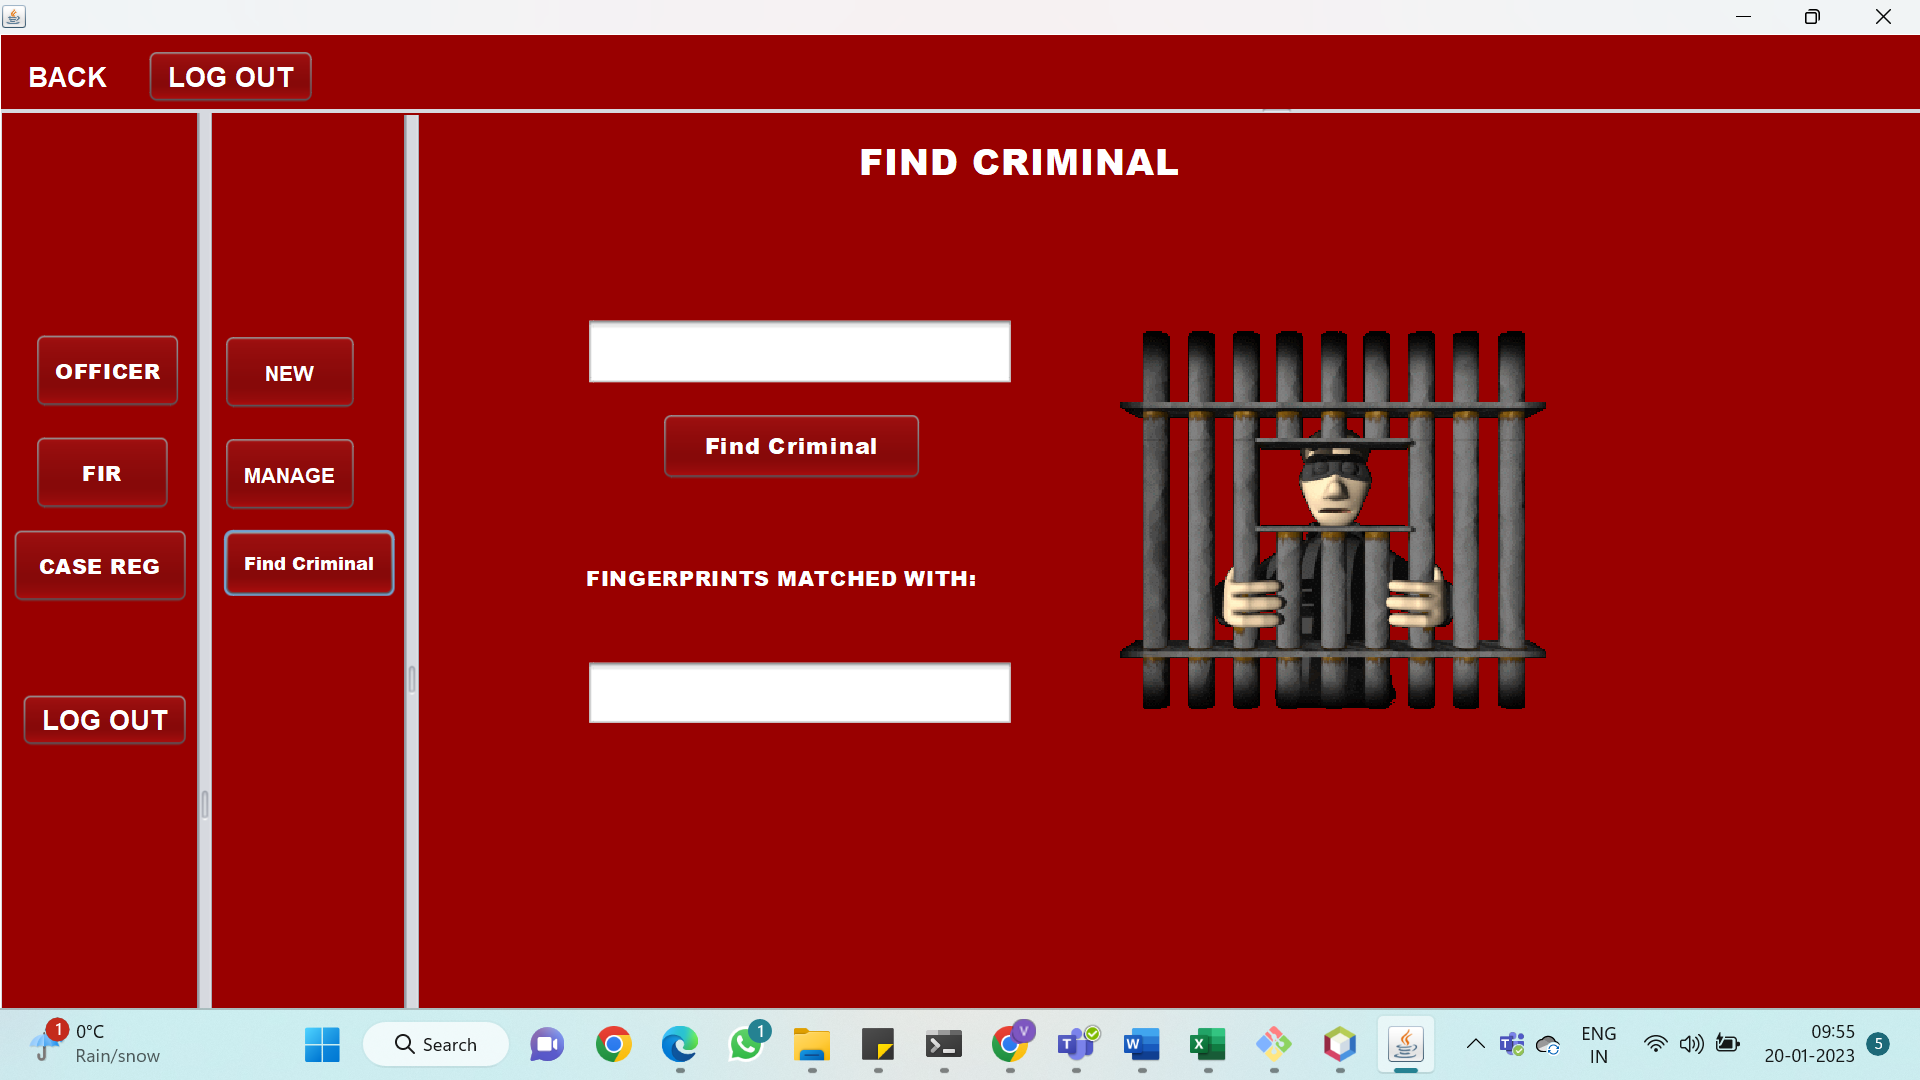 BACK
LOG OUT
FIND CRIMINAL
OFFICER
NEW
FIR
MANAGE
Find Criminal
CASE REG
Find Criminal
FINGERPRINTS MATCHED WITH:
LOG OUT
1
0°C
Rain/snow
Search
1
V
T
W
X
T
ENG
IN
09:55
20-01-2023
5